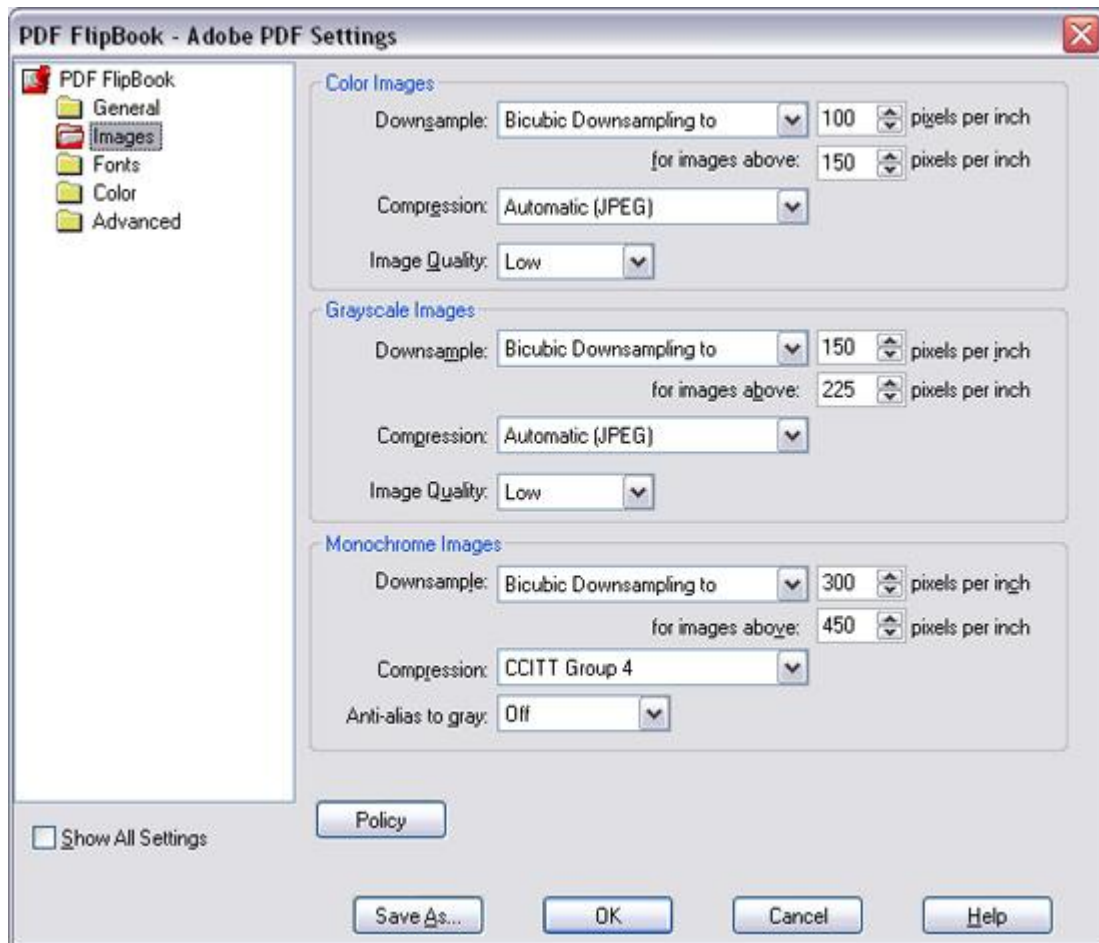 PDF FlipBook - Adobe PDF Settings
PDF FlipBook
General
Images
Fonts
Color
Advanced
Show All Settings
Color Images
Downsample: Bicubic Downsampling to 100 pixels per inch
for images above: 150 pixels per inch
Compression: Automatic (JPEG)
Image Quality: Low
Grayscale Images
Downsample: Bicubic Downsampling to 150 pixels per inch
for images above: 225 pixels per inch
Compression: Automatic (JPEG)
Image Quality: Low
Monochrome Images
Downsample: Bicubic Downsampling to 300 pixels per inch
for images above: 450 pixels per inch
Compression: CCITT Group 4
Anti-alias to gray: Off
Policy
Save As... OK Cancel Help